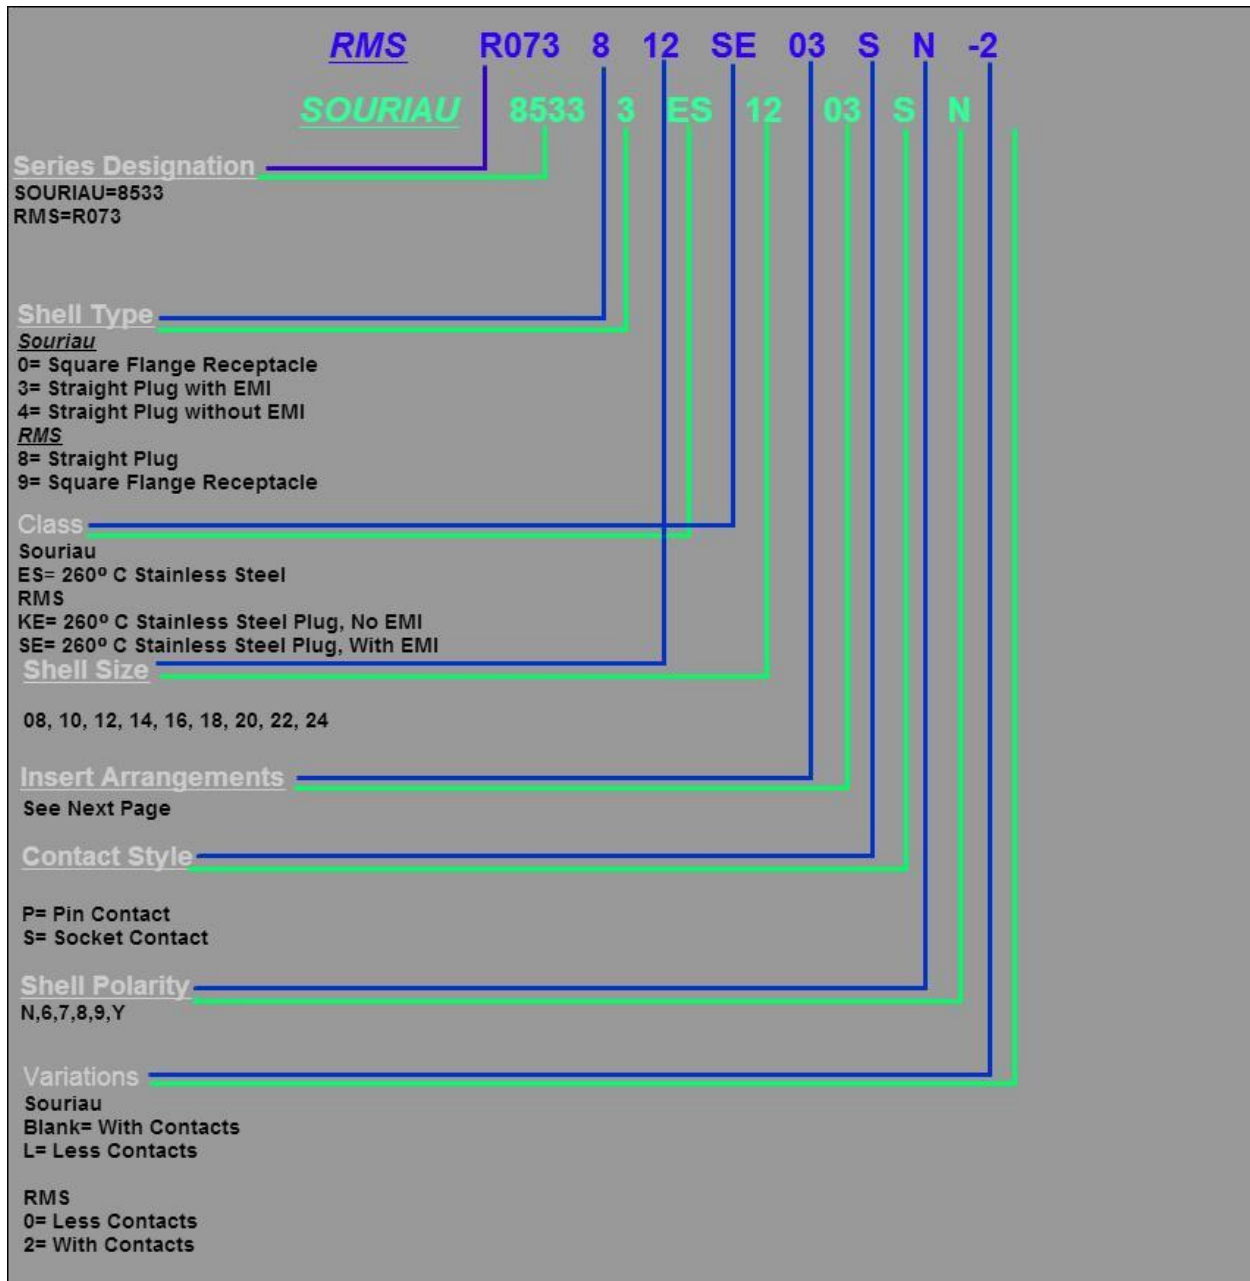 RMS R073 8 12 SE 03 S N -2
SOURIAU 8533 3 ES 12 03 S N
Series Designation
SOURIAU=8533
RMS=R073
Shell Type
Souriau
0= Square Flange Receptacle
3= Straight Plug with EMI
4= Straight Plug without EMI
RMS
8= Straight Plug
9= Square Flange Receptacle
Class
Souriau
ES= 260º C Stainless Steel
RMS
KE= 260º C Stainless Steel Plug, No EMI
SE= 260º C Stainless Steel Plug, With EMI
Shell Size
08, 10, 12, 14, 16, 18, 20, 22, 24
Insert Arrangements
See Next Page
Contact Style
P= Pin Contact
S= Socket Contact
Shell Polarity
N,6,7,8,9,Y
Variations
Souriau
Blank= With Contacts
L= Less Contacts
RMS
0= Less Contacts
2= With Contacts